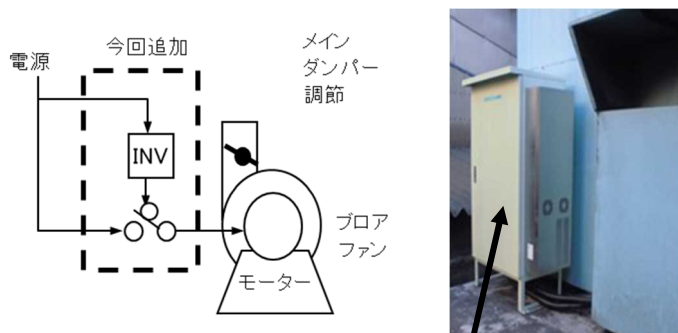 今回追加
電源
INV
メイン
ダンパー
調節
ブロア
ファン
モーター